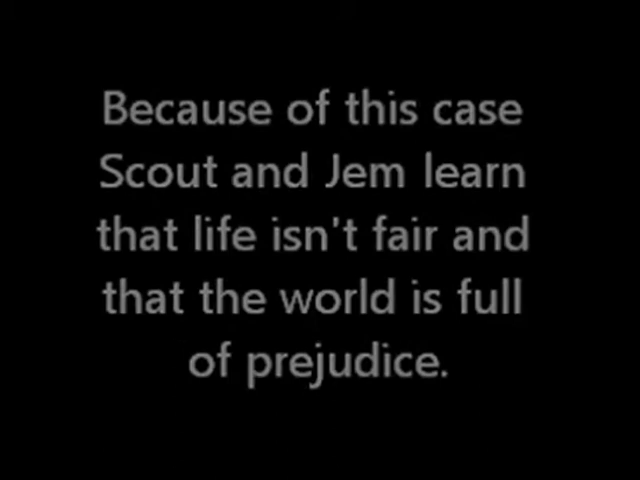 Because of this case
Scout and Jem learn
that life isn't fair and
that the world is full
of prejudice.